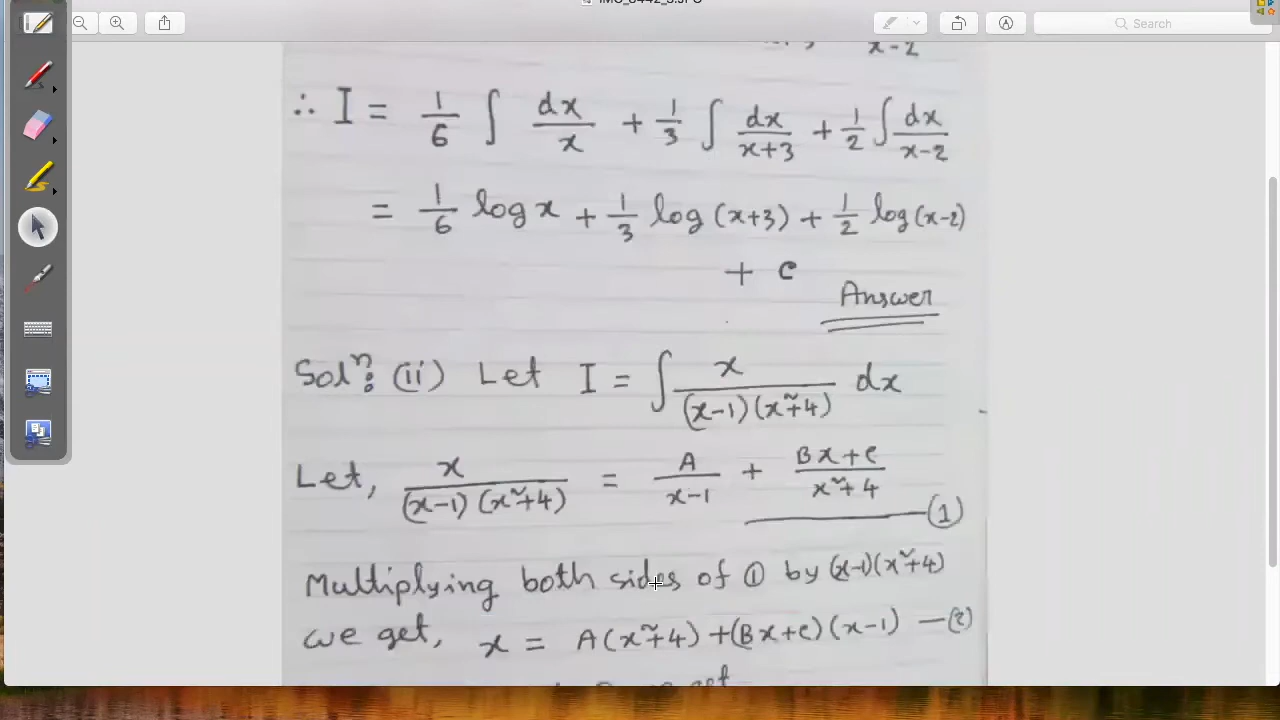 Search
x-2
∴ I = 1/6 ∫ dx/x + 1/3 ∫ dx/x+3 + 1/2 ∫ dx/x-2
= 1/6 log x + 1/3 log (x+3) + 1/2 log (x-2)
+ c
Answer
Solⁿ: (ii) Let I = ∫ x/(x-1)(x²+4) dx
Let, x/(x-1)(x²+4) = A/x-1 + Bx+c/x²+4
(1)
Multiplying both sides of ① by (x-1)(x²+4)
we get, x = A(x²+4) + (Bx+c)(x-1) —(2)